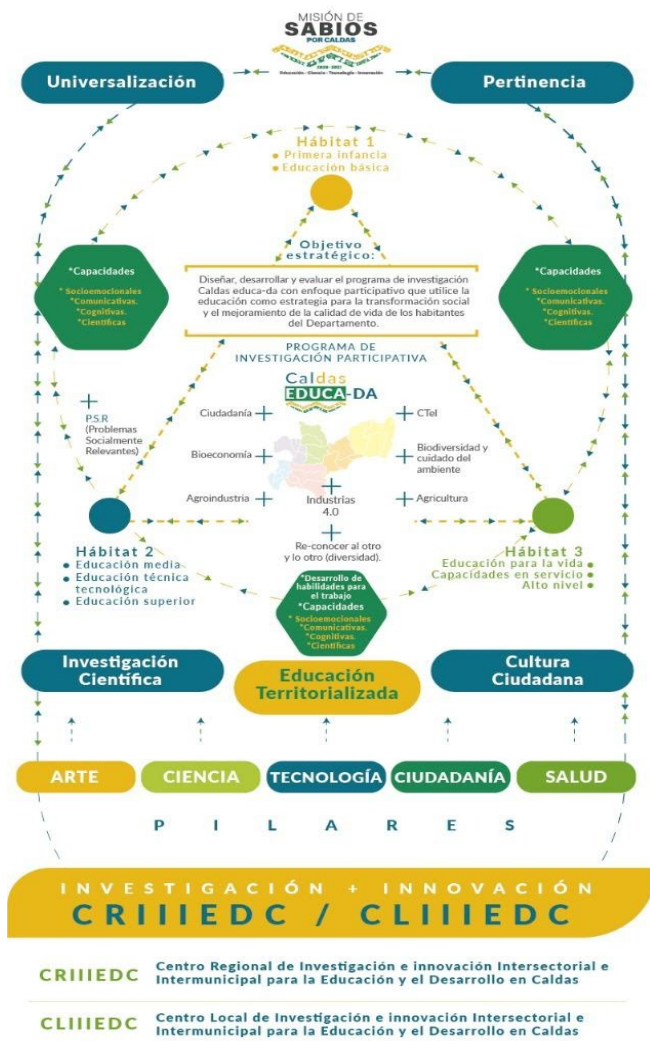 MISIÓN DE
SABIOS
POR CALDAS
2020 - 2021
Educación - Ciencia - Tecnología - Innovación
Universalización
Pertinencia
Hábitat 1
• Primera infancia
• Educación básica
Objetivo
estratégico:
*Capacidades
* Socioemocionales
*Comunicativas.
*Cognitivas.
*Científicas
Diseñar, desarrollar y evaluar el programa de investigación
Caldas educa-da con enfoque participativo que utilice la
educación como estrategia para la transformación social
y el mejoramiento de la calidad de vida de los habitantes
del Departamento.
*Capacidades
* Socioemocionales
*Comunicativas.
*Cognitivas.
*Científicas
PROGRAMA DE
INVESTIGACIÓN PARTICIPATIVA
Caldas
EDUCA-DA
+
P.S.R
(Problemas
Socialmente
Relevantes)
Ciudadanía +
+ CTeI
Bioeconomía +
+ Biodiversidad y
cuidado del
ambiente
Agroindustria +
+ Agricultura
+
Industrias
4.0
+
Re-conocer al otro
y lo otro (diversidad).
Hábitat 2
• Educación media
• Educación técnica
tecnológica
• Educación superior
Hábitat 3
Educación para la vida •
Capacidades en servicio •
Alto nivel •
*Desarrollo de
habilidades para
el trabajo
*Capacidades
* Socioemocionales
*Comunicativas.
*Cognitivas.
*Científicas
Investigación
Científica
Educación
Territorializada
Cultura
Ciudadana
ARTE
CIENCIA
TECNOLOGÍA
CIUDADANÍA
SALUD
PILARES
INVESTIGACIÓN + INNOVACIÓN
CRIIIEDC / CLIIIEDC
CRIIIEDC Centro Regional de Investigación e innovación Intersectorial e
Intermunicipal para la Educación y el Desarrollo en Caldas
CLIIIEDC Centro Local de Investigación e innovación Intersectorial e
Intermunicipal para la Educación y el Desarrollo en Caldas